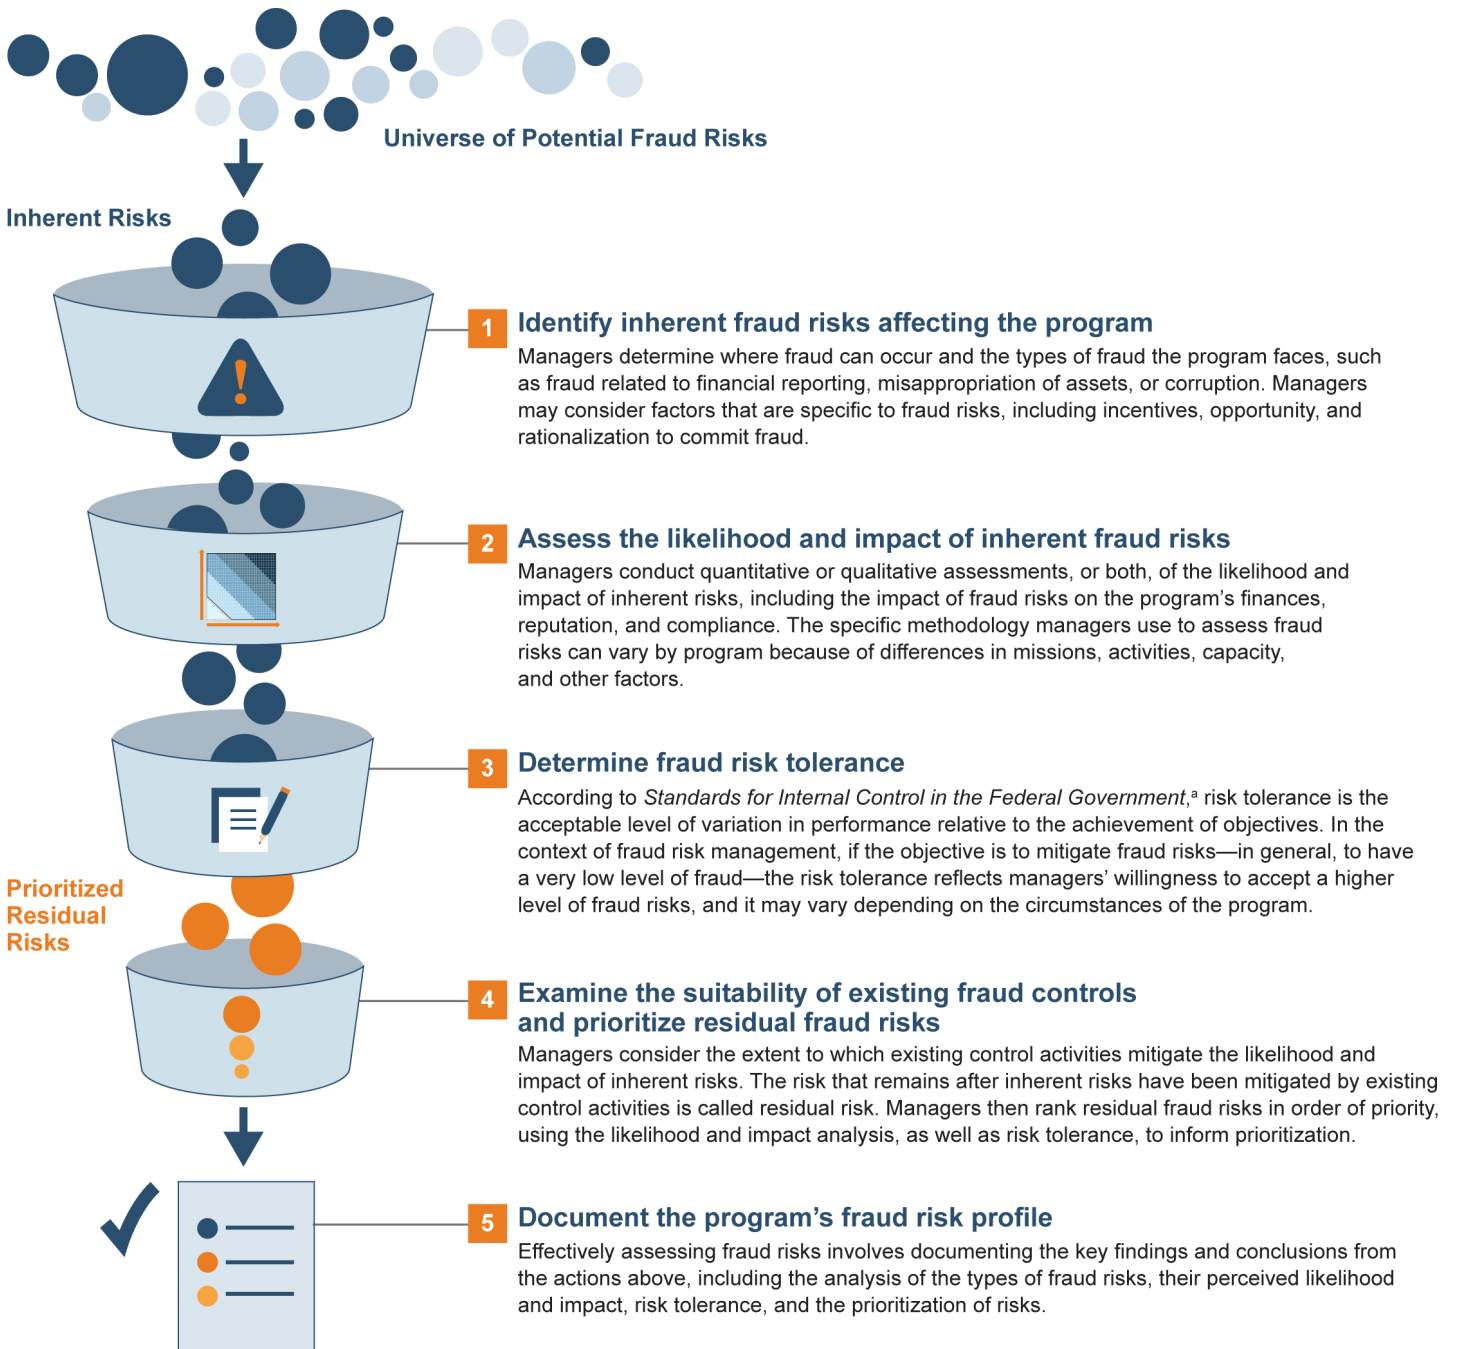 Universe of Potential Fraud Risks
Inherent Risks
1 Identify inherent fraud risks affecting the program
Managers determine where fraud can occur and the types of fraud the program faces, such
as fraud related to financial reporting, misappropriation of assets, or corruption. Managers
may consider factors that are specific to fraud risks, including incentives, opportunity, and
rationalization to commit fraud.
!
2 Assess the likelihood and impact of inherent fraud risks
Managers conduct quantitative or qualitative assessments, or both, of the likelihood and
impact of inherent risks, including the impact of fraud risks on the program’s finances,
reputation, and compliance. The specific methodology managers use to assess fraud
risks can vary by program because of differences in missions, activities, capacity,
and other factors.
3 Determine fraud risk tolerance
According to Standards for Internal Control in the Federal Government,ª risk tolerance is the
acceptable level of variation in performance relative to the achievement of objectives. In the
context of fraud risk management, if the objective is to mitigate fraud risks—in general, to have
a very low level of fraud—the risk tolerance reflects managers’ willingness to accept a higher
level of fraud risks, and it may vary depending on the circumstances of the program.
Prioritized
Residual
Risks
4 Examine the suitability of existing fraud controls
and prioritize residual fraud risks
Managers consider the extent to which existing control activities mitigate the likelihood and
impact of inherent risks. The risk that remains after inherent risks have been mitigated by existing
control activities is called residual risk. Managers then rank residual fraud risks in order of priority,
using the likelihood and impact analysis, as well as risk tolerance, to inform prioritization.
5 Document the program’s fraud risk profile
Effectively assessing fraud risks involves documenting the key findings and conclusions from
the actions above, including the analysis of the types of fraud risks, their perceived likelihood
and impact, risk tolerance, and the prioritization of risks.